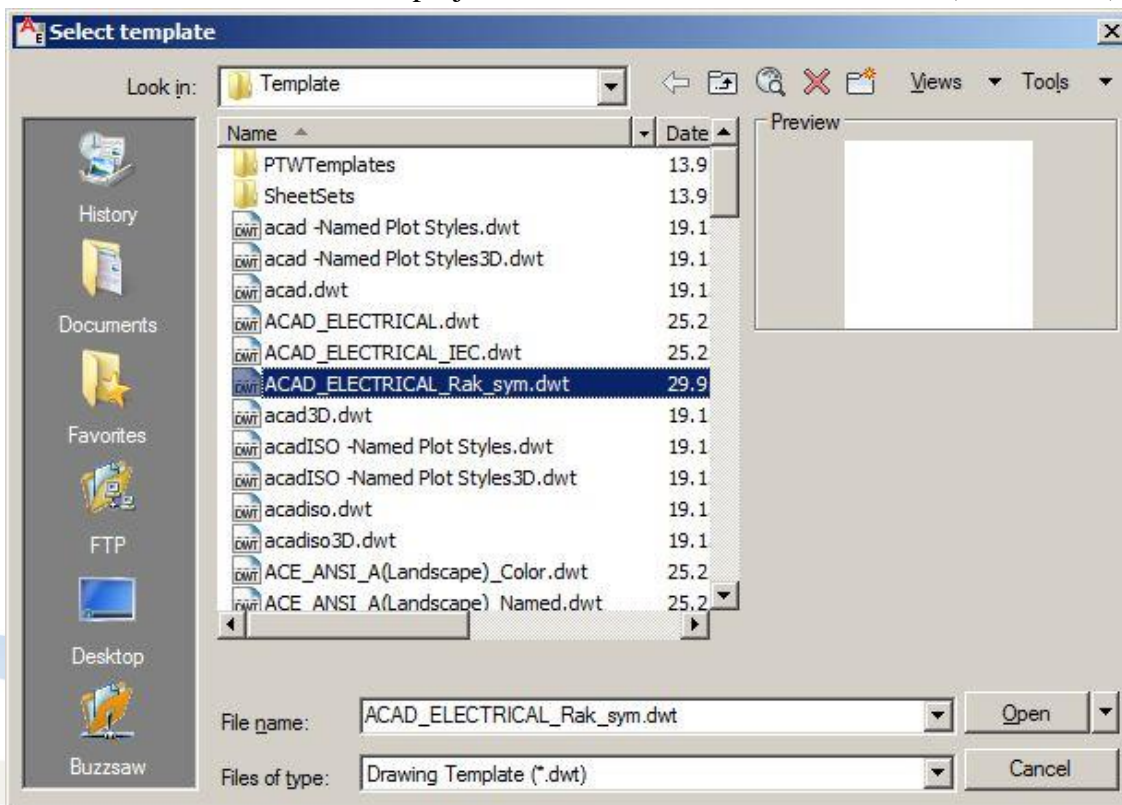 Select template
Look in: Template Views Tools
Name Date Preview
PTWTemplates 13.9
SheetSets 13.9
acad -Named Plot Styles.dwt 19.1
acad -Named Plot Styles3D.dwt 19.1
acad.dwt 19.1
ACAD_ELECTRICAL.dwt 25.2
ACAD_ELECTRICAL_IEC.dwt 25.2
ACAD_ELECTRICAL_Rak_sym.dwt 29.9
acad3D.dwt 19.1
acadISO -Named Plot Styles.dwt 19.1
acadISO -Named Plot Styles3D.dwt 19.1
acadiso.dwt 19.1
acadiso3D.dwt 19.1
ACE_ANSI_A(Landscape)_Color.dwt 25.2
ACE_ANSI_A(Landscape)_Named.dwt 25.2
History
Documents
Favorites
FTP
Desktop
Buzzsaw
File name: ACAD_ELECTRICAL_Rak_sym.dwt Open
Files of type: Drawing Template (*.dwt) Cancel